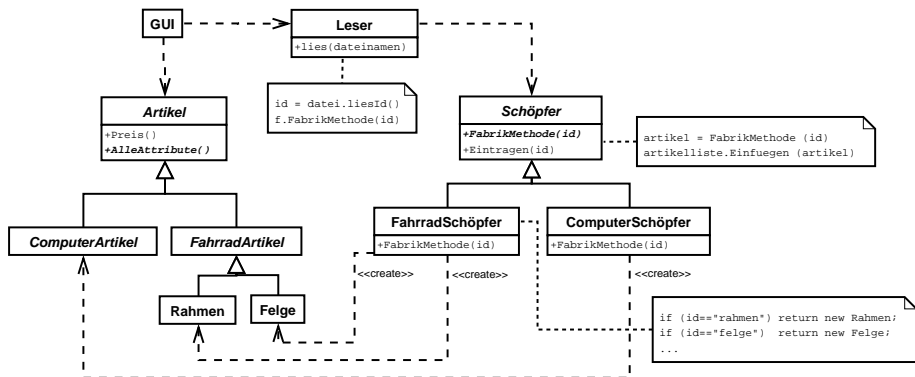 GUI
Leser
+lies(dateinamen)
id = datei.liesId()
f.FabrikMethode(id)
Artikel
+Preis()
+AlleAttribute()
Schöpfer
+FabrikMethode(id)
+Eintragen(id)
artikel = FabrikMethode (id)
artikelliste.Einfuegen (artikel)
ComputerArtikel
FahrradArtikel
FahrradSchöpfer
+FabrikMethode(id)
ComputerSchöpfer
+FabrikMethode(id)
<<create>>
<<create>>
<<create>>
Rahmen
Felge
if (id=="rahmen") return new Rahmen;
if (id=="felge")  return new Felge;
...